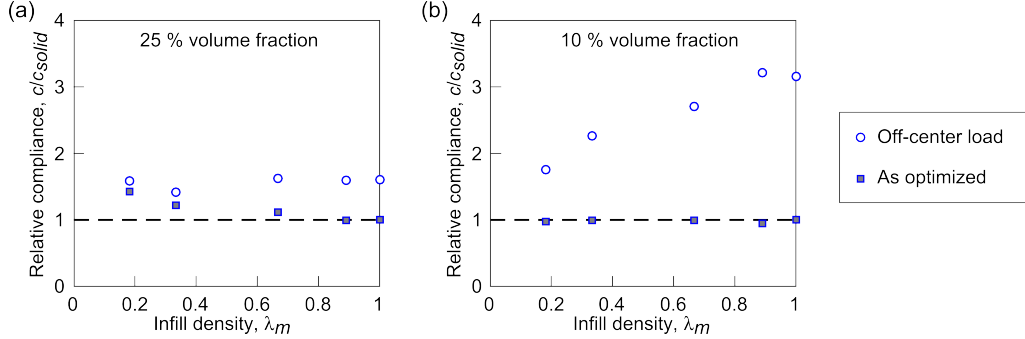 (a)
25 % volume fraction
Relative compliance, c/csolid
4
3
2
1
0
0 0.2 0.4 0.6 0.8 1
Infill density, λm
(b)
10 % volume fraction
Relative compliance, c/csolid
4
3
2
1
0
0 0.2 0.4 0.6 0.8 1
Infill density, λm
Off-center load
As optimized